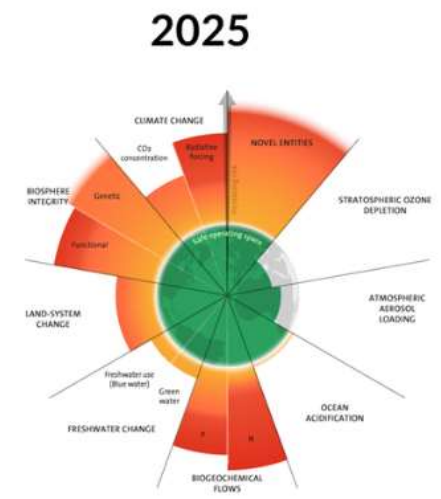 2025
CLIMATE CHANGE
CO₂
concentration
Radiative
forcing
NOVEL ENTITIES
BIOSPHERE
INTEGRITY
Genetic
Functional
STRATOSPHERIC OZONE
DEPLETION
Safe operating space
ATMOSPHERIC
AEROSOL
LOADING
LAND-SYSTEM
CHANGE
Freshwater use
(Blue water)
Green
water
OCEAN
ACIDIFICATION
FRESHWATER CHANGE
P
N
BIOGEOCHEMICAL
FLOWS